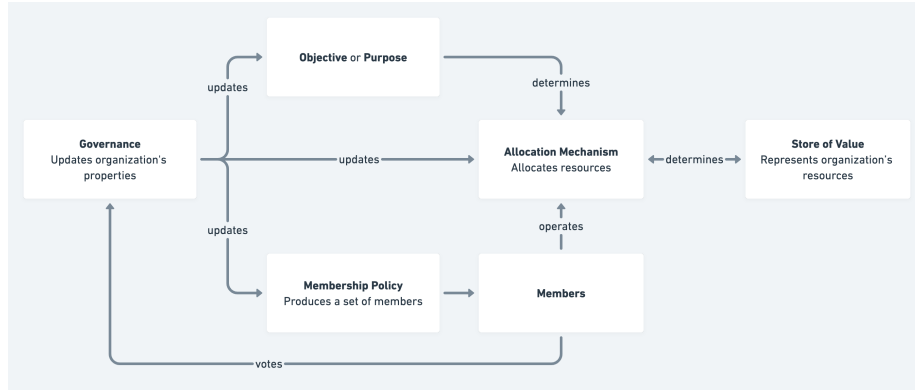 Objective or Purpose
updates
determines
Governance
Updates organization's
properties
updates
Allocation Mechanism
Allocates resources
determines
Store of Value
Represents organization's
resources
updates
operates
Membership Policy
Produces a set of members
Members
votes